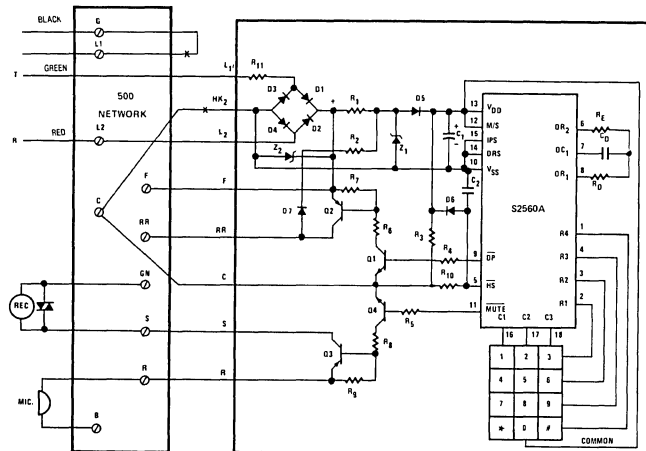 BLACK
G
L1
GREEN
T
L1'
R11
500
NETWORK
HK2
D3
D1
D4
D2
+
R1
D5
RED
R
L2
L2
Z2
R2
Z1
+
C1
-
13
VDD
12
M/S
15
IPS
14
DRS
10
VSS
6
OR2
RE
7
OC1
CD
8
OR1
RD
S2560A
F
F
R7
D7
Q2
C2
D6
C
R6
R3
R4
RR
RR
Q1
9
DP
R10
5
HS
C
GN
REC
Q4
R5
11
MUTE
R4
1
R3
4
R2
3
R1
2
S
S
Q3
R8
C1
C2
C3
16
17
18
R
R
R9
MIC.
B
1
2
3
4
5
6
7
8
9
*
0
#
COMMON